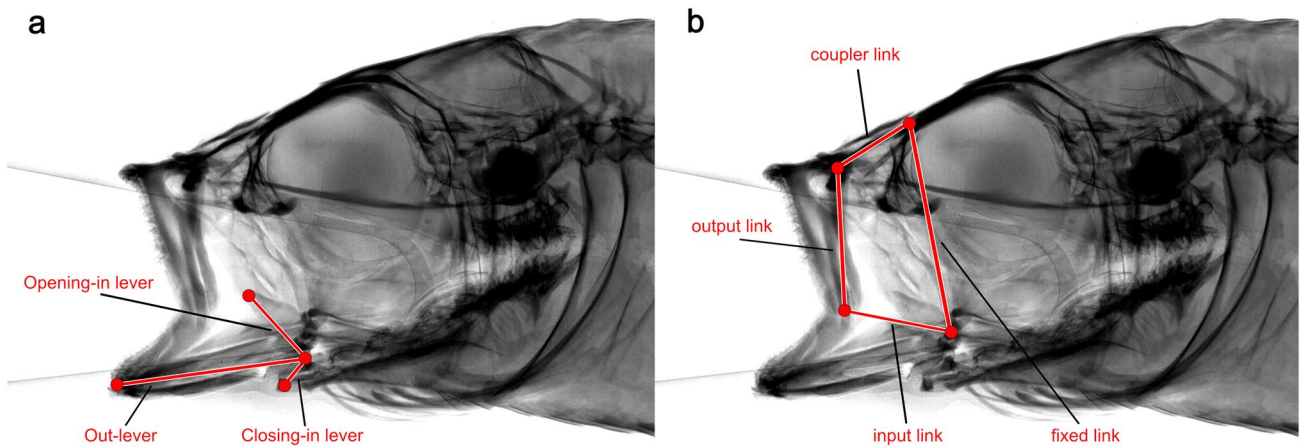 a
Opening-in lever
Out-lever
Closing-in lever
b
coupler link
output link
input link
fixed link